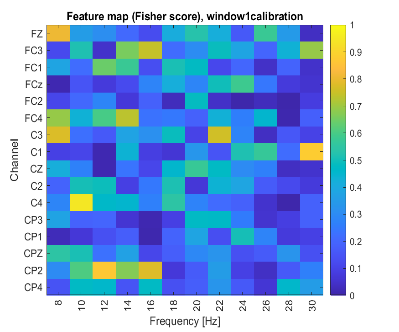 Feature map (Fisher score), window1calibration
FZ
FC3
FC1
FCz
FC2
FC4
C3
C1
CZ
C2
C4
CP3
CP1
CPZ
CP2
CP4
Channel
8 10 12 14 16 18 20 22 24 26 28 30
Frequency [Hz]
1
0.9
0.8
0.7
0.6
0.5
0.4
0.3
0.2
0.1
0